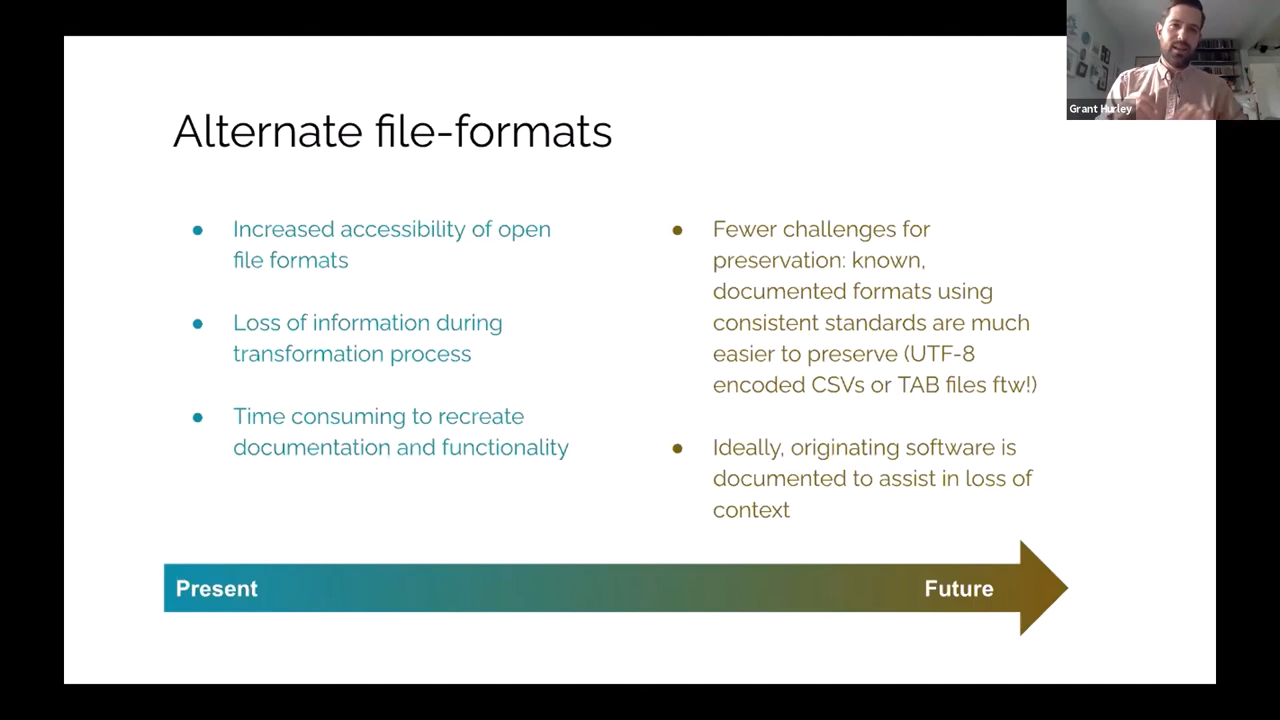 Grant Hurley
Alternate file-formats
● Increased accessibility of open
file formats
● Loss of information during
transformation process
● Time consuming to recreate
documentation and functionality
● Fewer challenges for
preservation: known,
documented formats using
consistent standards are much
easier to preserve (UTF-8
encoded CSVs or TAB files ftw!)
● Ideally, originating software is
documented to assist in loss of
context
Present
Future